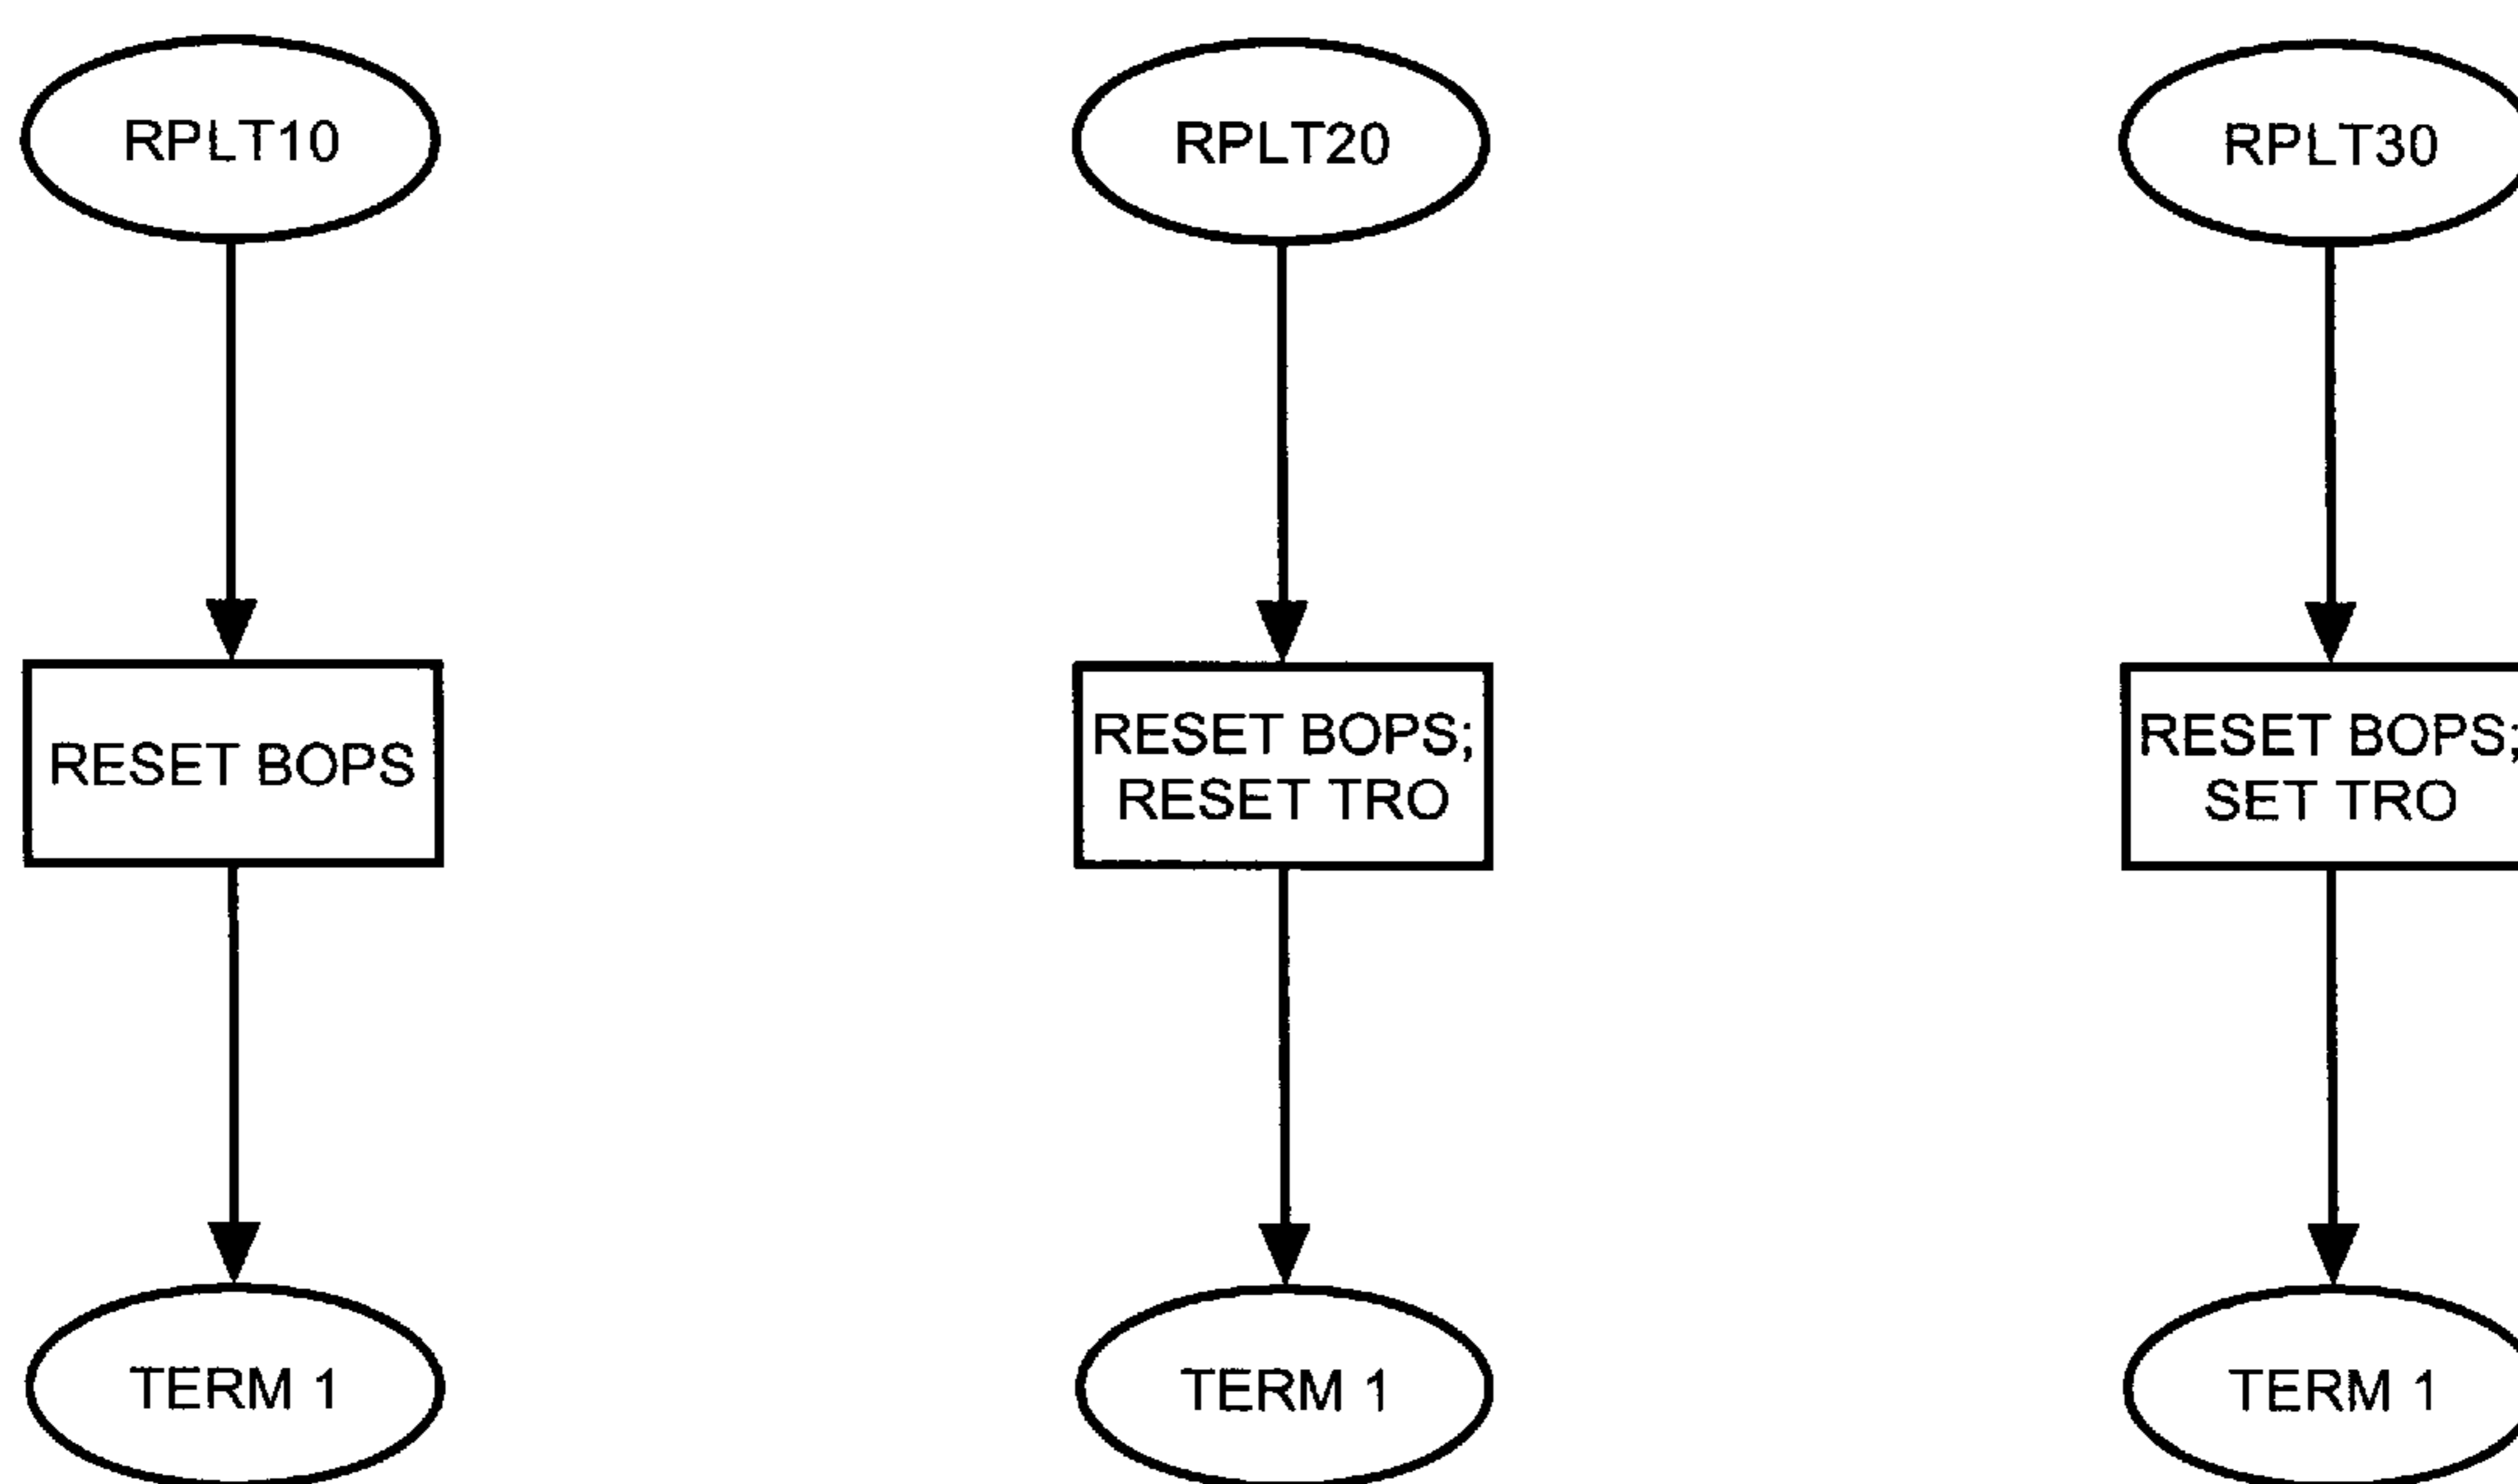 RPLT10
RPLT20
RPLT30
RESET BOPS
RESET BOPS;
RESET TRO
RESET BOPS;
SET TRO
TERM 1
TERM 1
TERM 1